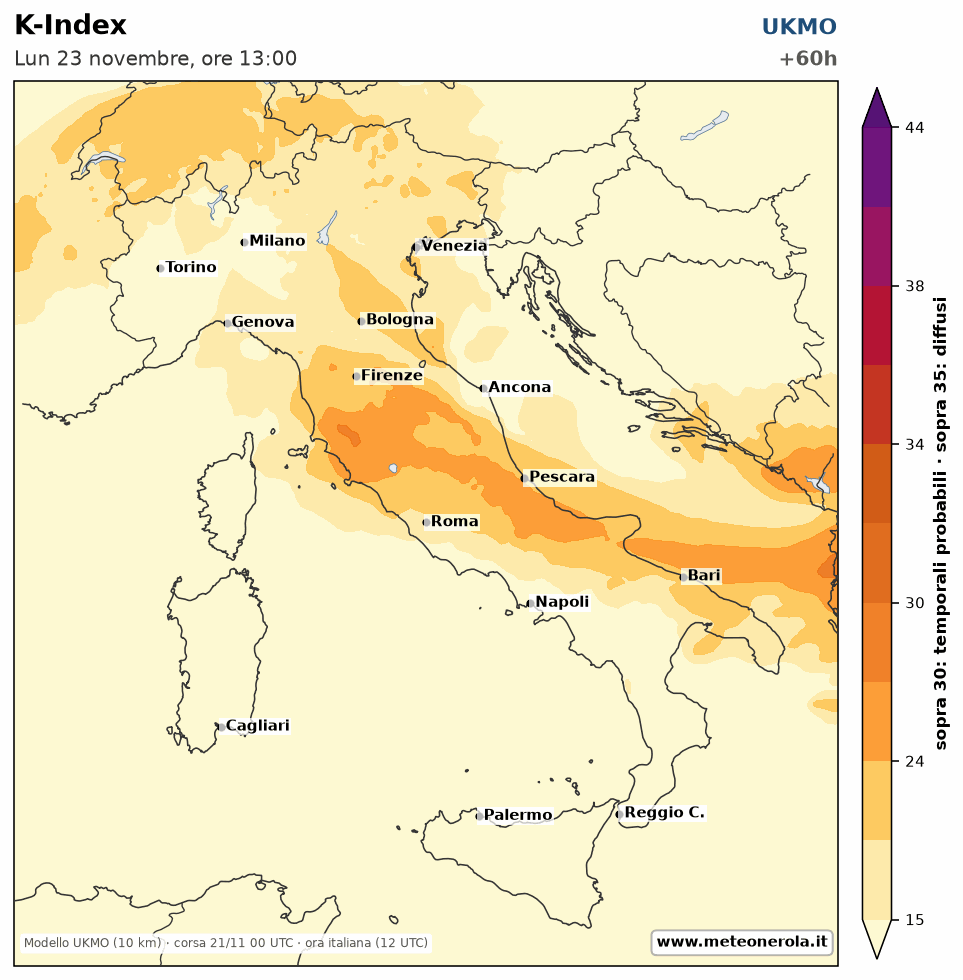 K-Index
UKMO
Lun 23 novembre, ore 13:00
+60h
44
38
34
30
24
15
sopra 30: temporali probabili · sopra 35: diffusi
Milano
Venezia
Torino
Bologna
Genova
Firenze
Ancona
Pescara
Roma
Bari
Napoli
Cagliari
Palermo
Reggio C.
Modello UKMO (10 km) · corsa 21/11 00 UTC · ora italiana (12 UTC)
www.meteonerola.it